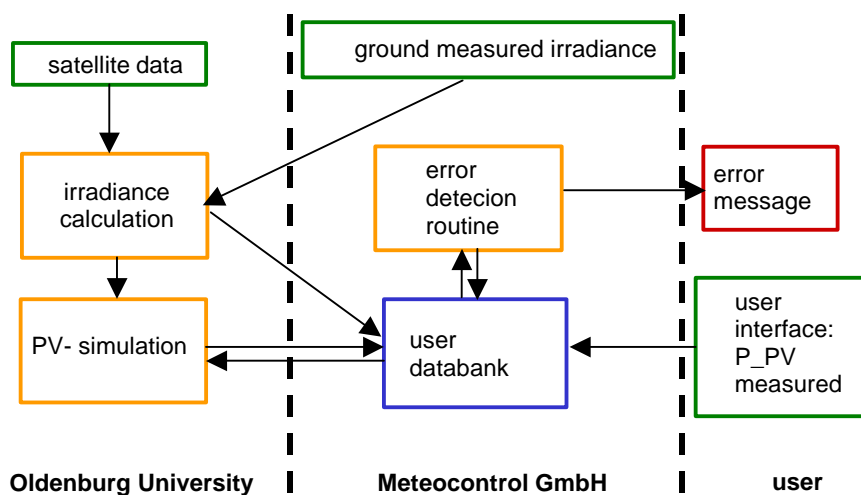 satellite data
ground measured irradiance
irradiance
calculation
error
detecion
routine
error
message
PV- simulation
user
databank
user
interface:
P_PV
measured
Oldenburg University
Meteocontrol GmbH
user